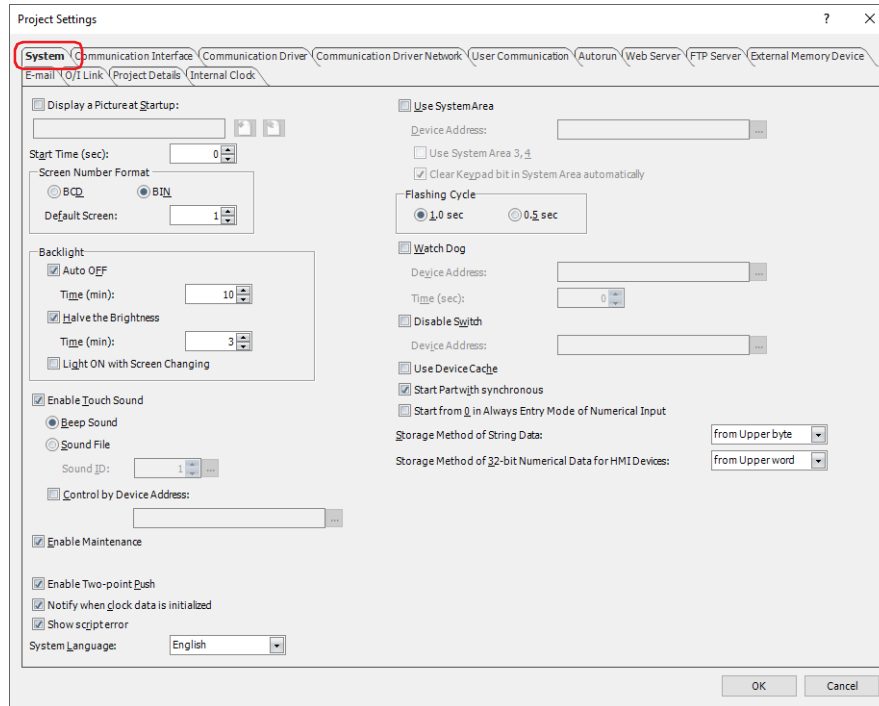 Project Settings
? ×
System Communication Interface Communication Driver Communication Driver Network User Communication Autorun Web Server FTP Server External Memory Device
E-mail O/I Link Project Details Internal Clock
Display a Picture at Startup:
Start Time (sec): 0
Screen Number Format
BCD BIN
Default Screen: 1
Backlight
Auto OFF
Time (min): 10
Halve the Brightness
Time (min): 3
Light ON with Screen Changing
Enable Touch Sound
Beep Sound
Sound File
Sound ID: 1 ...
Control by Device Address:
...
Enable Maintenance
Enable Two-point Push
Notify when clock data is initialized
Show script error
System Language: English
Use System Area
Device Address: ...
Use System Area 3, 4
Clear Keypad bit in System Area automatically
Flashing Cycle
1.0 sec 0.5 sec
Watch Dog
Device Address: ...
Time (sec): 0
Disable Switch
Device Address: ...
Use Device Cache
Start Part with synchronous
Start from 0 in Always Entry Mode of Numerical Input
Storage Method of String Data: from Upper byte
Storage Method of 32-bit Numerical Data for HMI Devices: from Upper word
OK Cancel